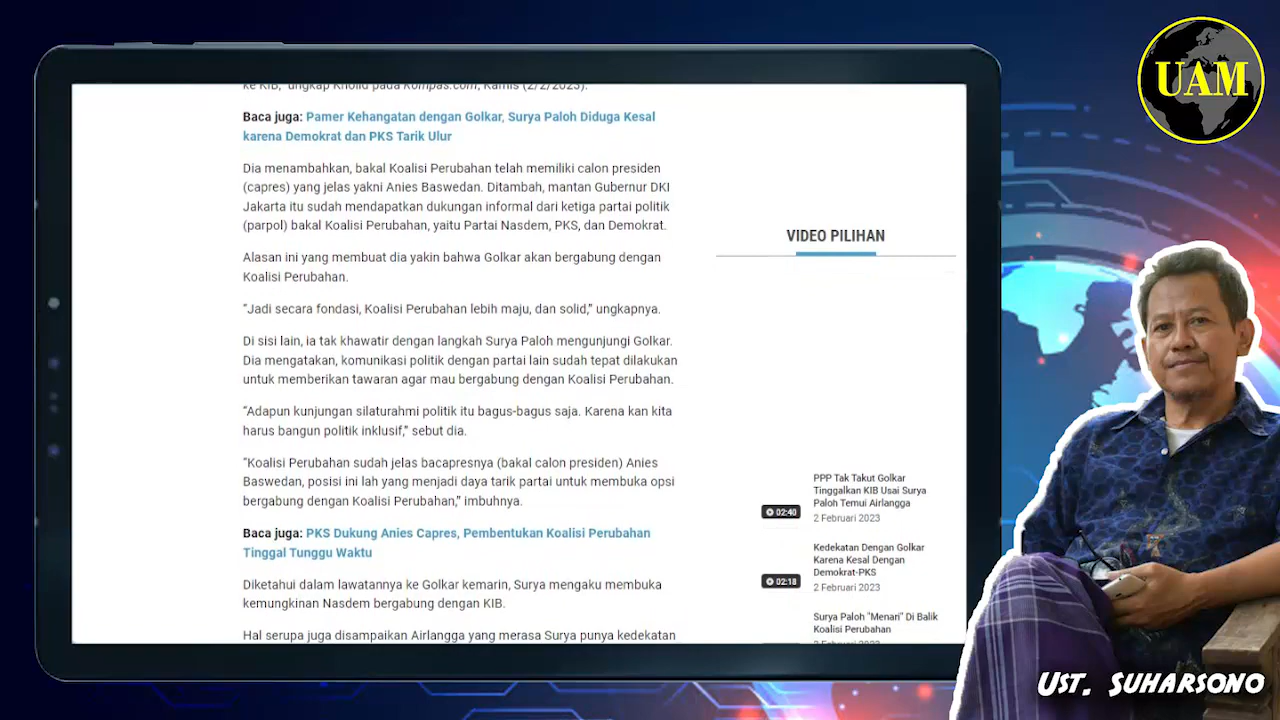 ke KIB," ungkap Kholid pada Kompas.com, Kamis (2/2/2023).
Baca juga: Pamer Kehangatan dengan Golkar, Surya Paloh Diduga Kesal
karena Demokrat dan PKS Tarik Ulur
Dia menambahkan, bakal Koalisi Perubahan telah memiliki calon presiden
(capres) yang jelas yakni Anies Baswedan. Ditambah, mantan Gubernur DKI
Jakarta itu sudah mendapatkan dukungan informal dari ketiga partai politik
(parpol) bakal Koalisi Perubahan, yaitu Partai Nasdem, PKS, dan Demokrat.
Alasan ini yang membuat dia yakin bahwa Golkar akan bergabung dengan
Koalisi Perubahan.
“Jadi secara fondasi, Koalisi Perubahan lebih maju, dan solid,” ungkapnya.
Di sisi lain, ia tak khawatir dengan langkah Surya Paloh mengunjungi Golkar.
Dia mengatakan, komunikasi politik dengan partai lain sudah tepat dilakukan
untuk memberikan tawaran agar mau bergabung dengan Koalisi Perubahan.
“Adapun kunjungan silaturahmi politik itu bagus-bagus saja. Karena kan kita
harus bangun politik inklusif,” sebut dia.
“Koalisi Perubahan sudah jelas bacapresnya (bakal calon presiden) Anies
Baswedan, posisi ini lah yang menjadi daya tarik partai untuk membuka opsi
bergabung dengan Koalisi Perubahan,” imbuhnya.
Baca juga: PKS Dukung Anies Capres, Pembentukan Koalisi Perubahan
Tinggal Tunggu Waktu
Diketahui dalam lawatannya ke Golkar kemarin, Surya mengaku membuka
kemungkinan Nasdem bergabung dengan KIB.
Hal serupa juga disampaikan Airlangga yang merasa Surya punya kedekatan
VIDEO PILIHAN
PPP Tak Takut Golkar
Tinggalkan KIB Usai Surya
Paloh Temui Airlangga
02:40
2 Februari 2023
Kedekatan Dengan Golkar
Karena Kesal Dengan
Demokrat-PKS
02:18
2 Februari 2023
Surya Paloh "Menari" Di Balik
Koalisi Perubahan
UAM
UST. SUHARSONO